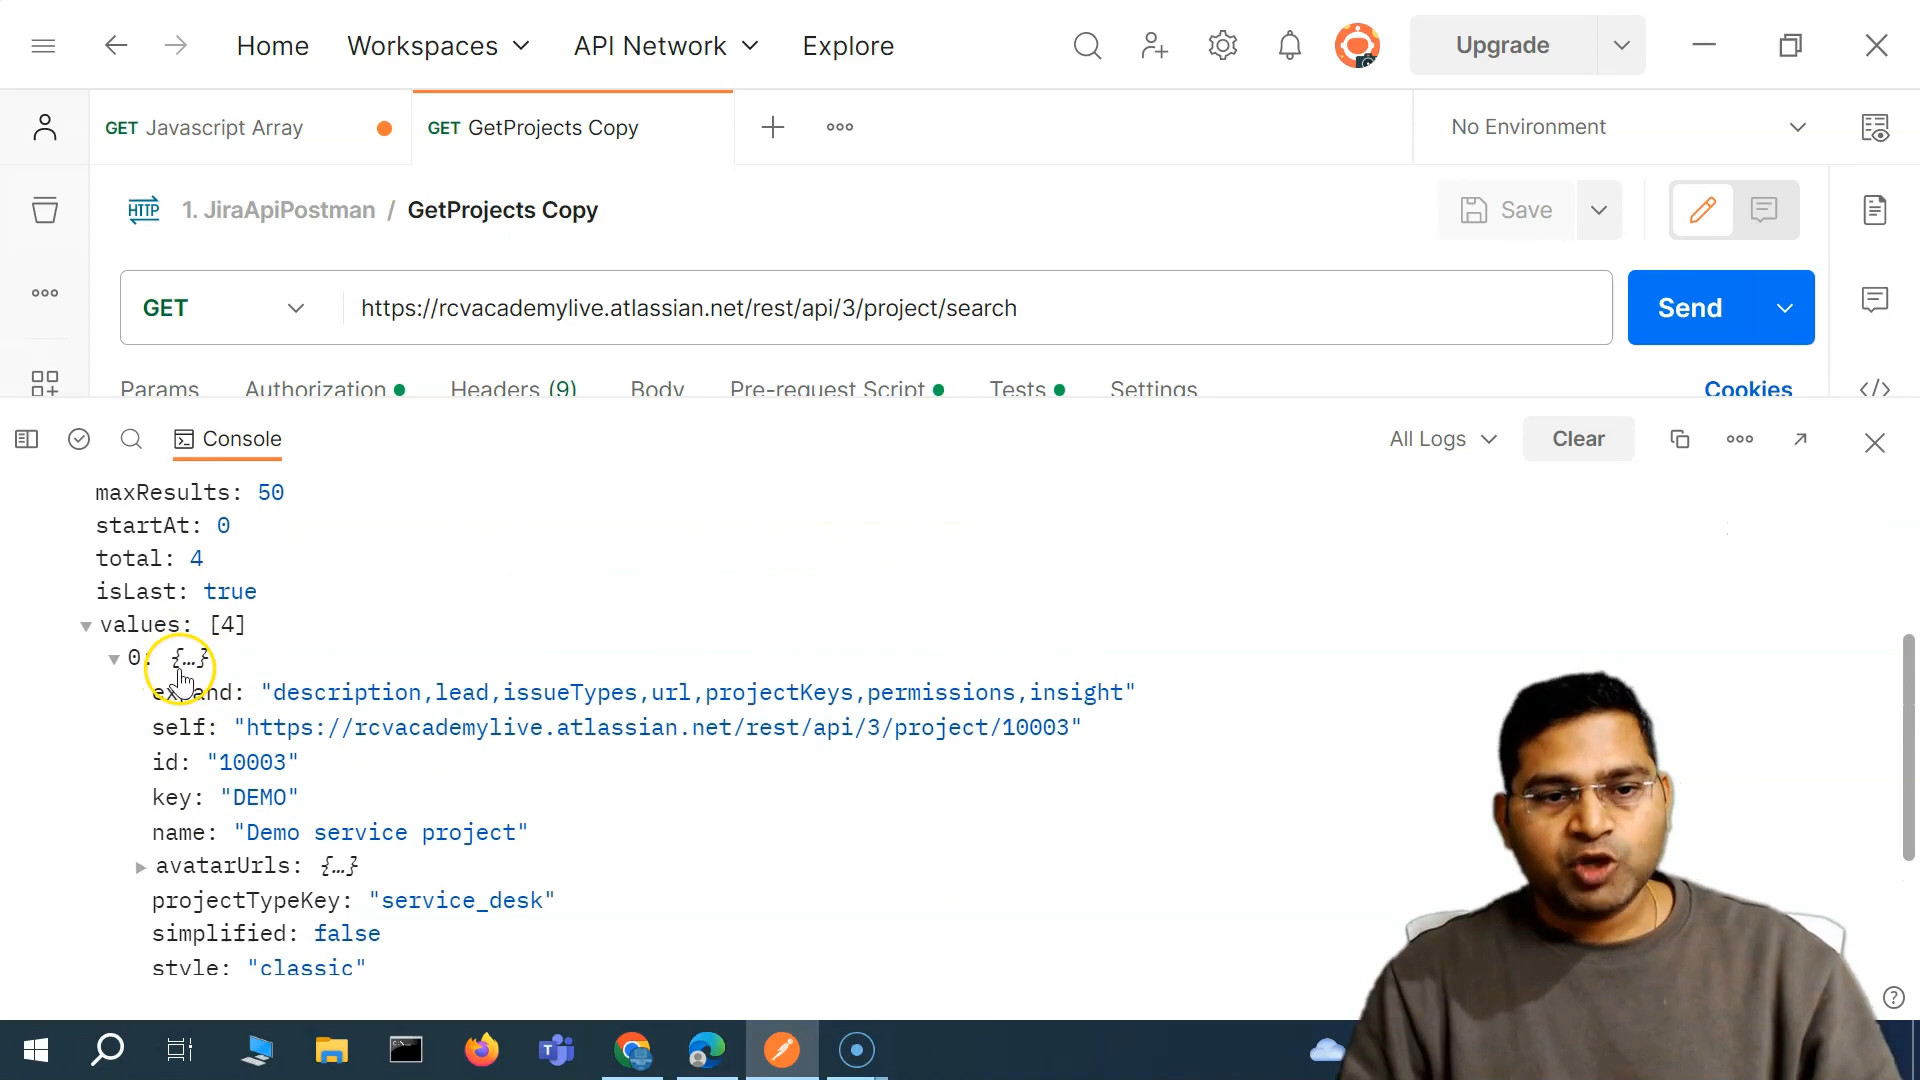 Home Workspaces API Network Explore Upgrade
GET Javascript Array GET GetProjects Copy No Environment
HTTP 1. JiraApiPostman / GetProjects Copy Save
GET https://rcvacademylive.atlassian.net/rest/api/3/project/search Send
Params Authorization Headers (9) Body Pre-request Script Tests Settings Cookies
Console All Logs Clear
maxResults: 50
startAt: 0
total: 4
isLast: true
values: [4]
0: {…}
expand: "description,lead,issueTypes,url,projectKeys,permissions,insight"
self: "https://rcvacademylive.atlassian.net/rest/api/3/project/10003"
id: "10003"
key: "DEMO"
name: "Demo service project"
avatarUrls: {…}
projectTypeKey: "service_desk"
simplified: false
style: "classic"